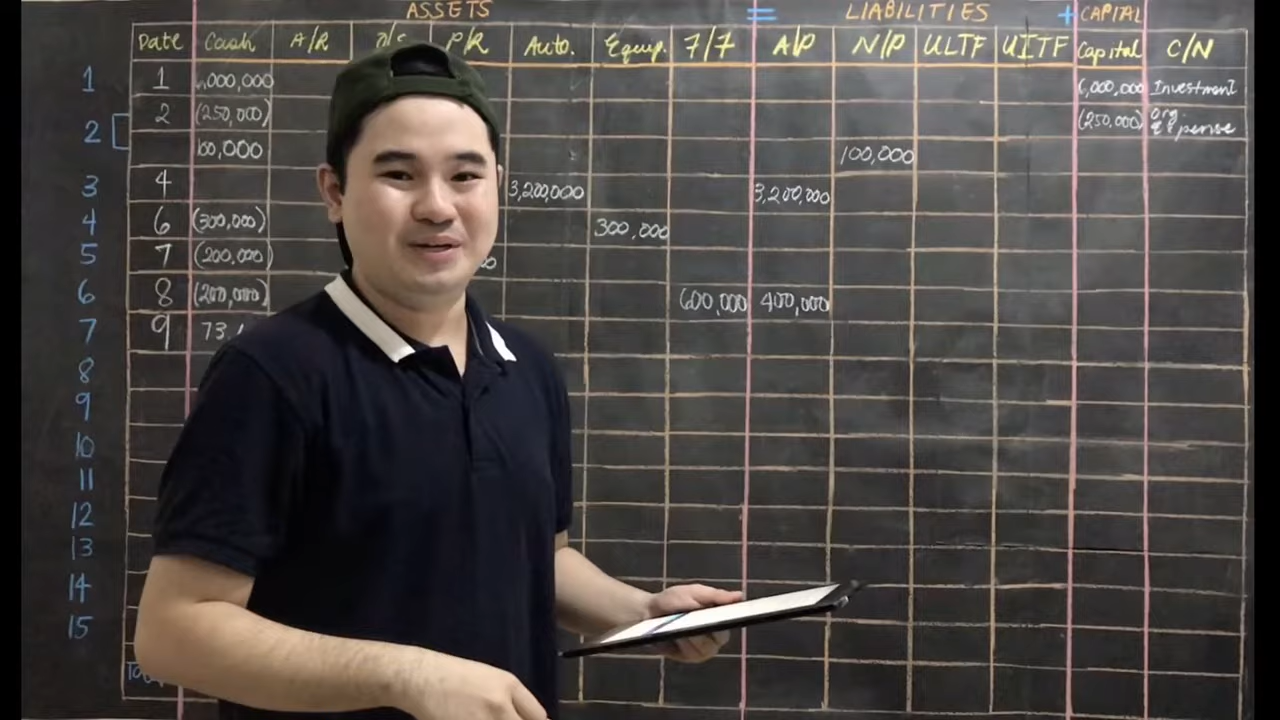 ASSETS = LIABILITIES + CAPITAL
Date Cash A/R P/R Auto. Equip. F/F A/P N/P ULTF UITF Capital C/N
1 1 ,000,000 ,000,000 Investment
2 2 (250,000) (250,000) Org
Expense
100,000 100,000
3 4 3,200,000 3,200,000
4 6 (300,000) 300,000
5 7 (200,000)
6 8 (200,000) 600,000 400,000
7 9 73,
8
9
10
11
12
13
14
15